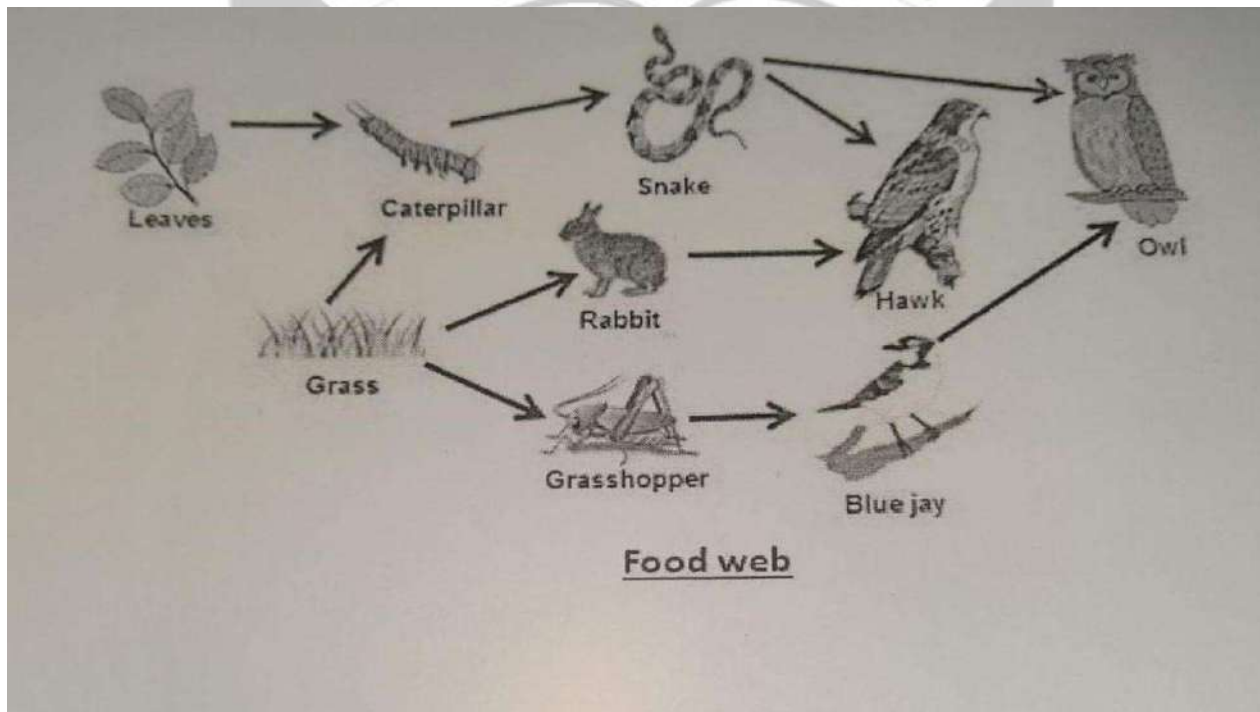 Leaves
Caterpillar
Snake
Owl
Hawk
Rabbit
Grass
Grasshopper
Blue jay
Food web